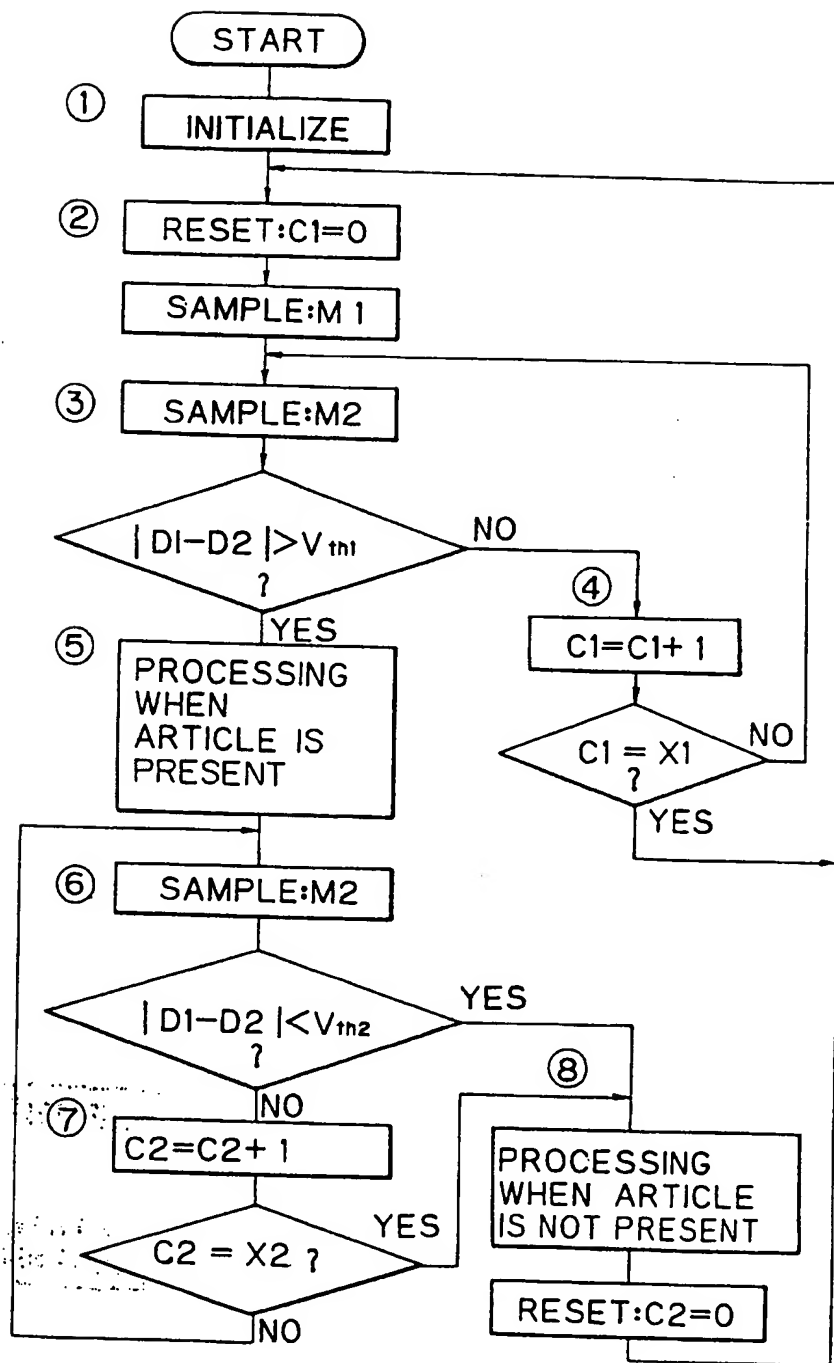 START
①
INITIALIZE
②
RESET:C1=0
SAMPLE:M1
③
SAMPLE:M2
|D1-D2|>Vth1
?
NO
YES
④
C1=C1+1
C1=X1
?
NO
YES
⑤
PROCESSING
WHEN
ARTICLE IS
PRESENT
⑥
SAMPLE:M2
|D1-D2|<Vth2
?
YES
NO
⑦
C2=C2+1
C2=X2?
YES
NO
⑧
PROCESSING
WHEN ARTICLE
IS NOT PRESENT
RESET:C2=0